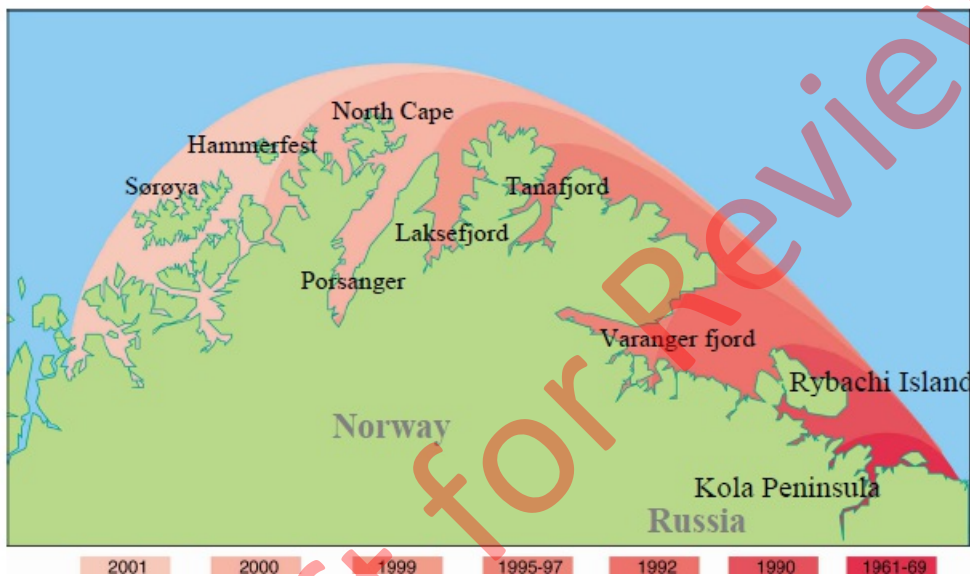 North Cape
Hammerfest
Sørøya
Tanafjord
Laksefjord
Porsanger
Varanger fjord
Rybachi Island
Norway
Kola Peninsula
Russia
for Review
2001 2000 1999 1995-97 1992 1990 1961-69